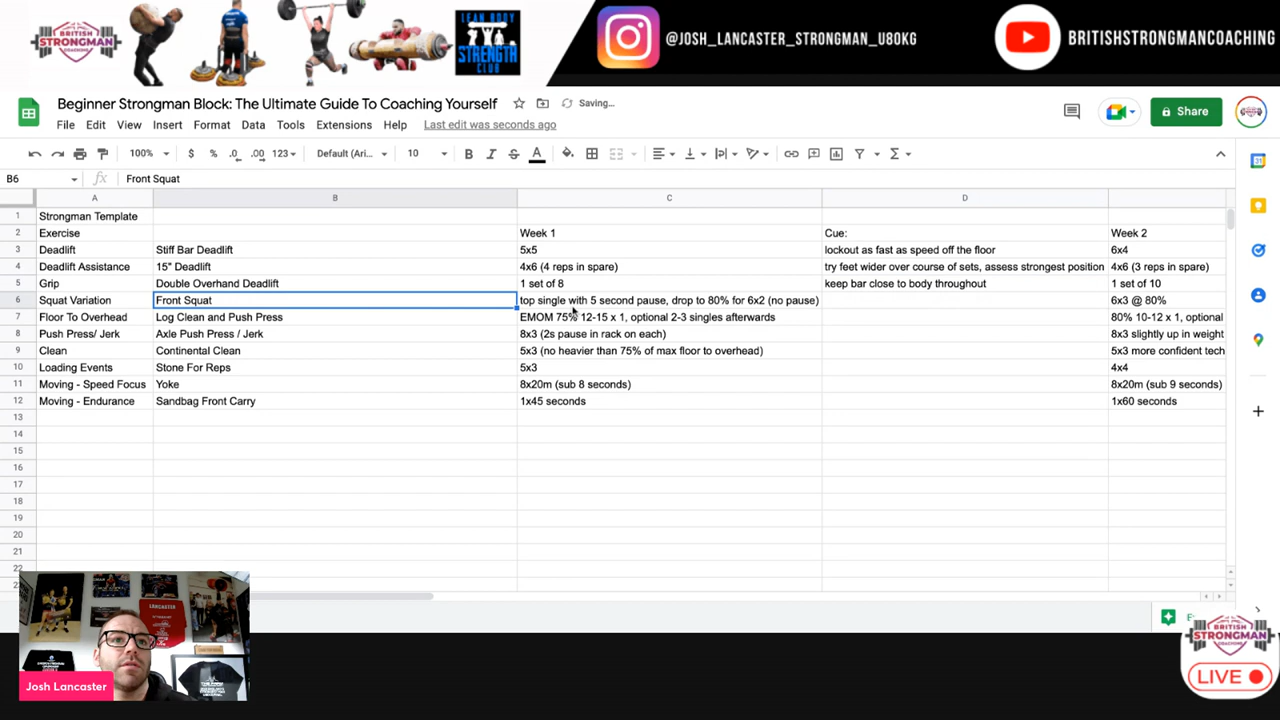 BRITISH
STRONGMAN
COACHING
LEAN BODY
STRENGTH
CLUB
@JOSH_LANCASTER_STRONGMAN_U80KG
BRITISHSTRONGMANCOACHING
Beginner Strongman Block: The Ultimate Guide To Coaching Yourself Saving...
File Edit View Insert Format Data Tools Extensions Help Last edit was seconds ago
Share
100% $ % .0 .00 123 Default (Ari... 10 B I S A
B6 fx Front Squat
A B C D
1 Strongman Template
2 Exercise Week 1 Cue: Week 2
3 Deadlift Stiff Bar Deadlift 5x5 lockout as fast as speed off the floor 6x4
4 Deadlift Assistance 15" Deadlift 4x6 (4 reps in spare) try feet wider over course of sets, assess strongest position 4x6 (3 reps in spare)
5 Grip Double Overhand Deadlift 1 set of 8 keep bar close to body throughout 1 set of 10
6 Squat Variation Front Squat top single with 5 second pause, drop to 80% for 6x2 (no pause) 6x3 @ 80%
7 Floor To Overhead Log Clean and Push Press EMOM 75% 12-15 x 1, optional 2-3 singles afterwards 80% 10-12 x 1, optional
8 Push Press/ Jerk Axle Push Press / Jerk 8x3 (2s pause in rack on each) 8x3 slightly up in weight
9 Clean Continental Clean 5x3 (no heavier than 75% of max floor to overhead) 5x3 more confident tech
10 Loading Events Stone For Reps 5x3 4x4
11 Moving - Speed Focus Yoke 8x20m (sub 8 seconds) 8x20m (sub 9 seconds)
12 Moving - Endurance Sandbag Front Carry 1x45 seconds 1x60 seconds
13
14
15
16
17
18
19
20
21
22
LANCASTER
Josh Lancaster
BRITISH
STRONGMAN
COACHING
LIVE